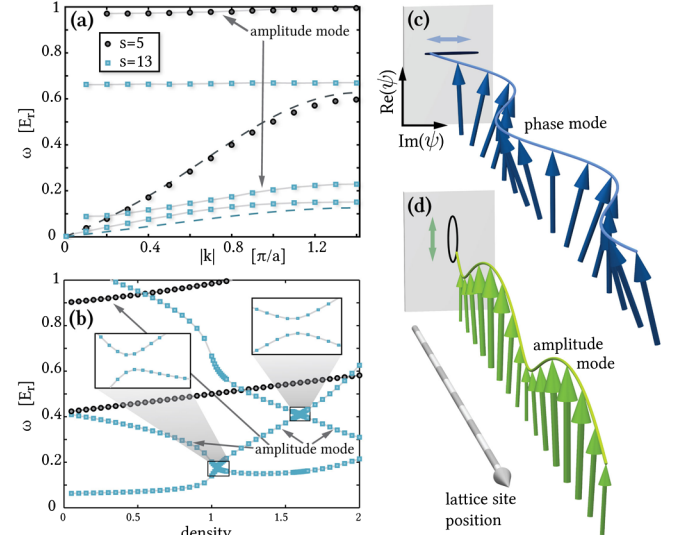 (a)
1
0.8
0.6
0.4
0.2
0
ω [Eᵣ]
s=5
s=13
amplitude mode
0 0.4 0.8 1.2
|k| [π/a]
(b)
1
0.8
0.6
0.4
0.2
0
ω [Eᵣ]
amplitude mode
0 0.5 1 1.5 2
density
(c)
Re(ψ)
Im(ψ)
phase mode
(d)
amplitude
mode
lattice site
position